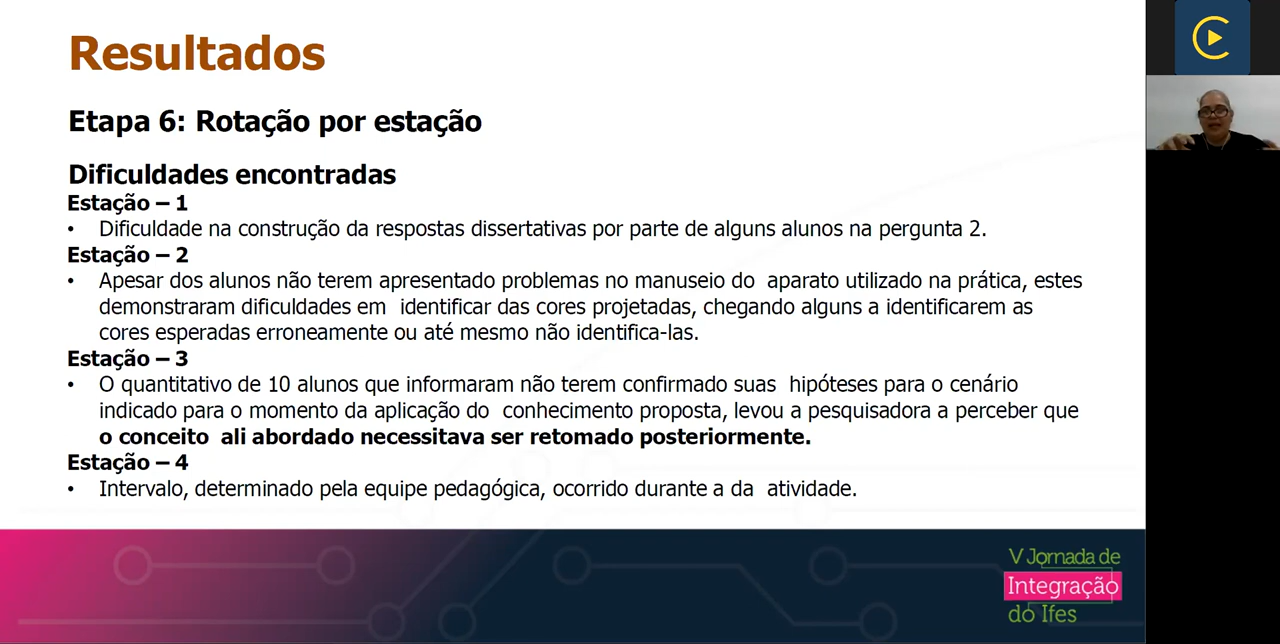 Resultados
Etapa 6: Rotação por estação
Dificuldades encontradas
Estação – 1
• Dificuldade na construção da respostas dissertativas por parte de alguns alunos na pergunta 2.
Estação – 2
• Apesar dos alunos não terem apresentado problemas no manuseio do aparato utilizado na prática, estes
demonstraram dificuldades em identificar das cores projetadas, chegando alguns a identificarem as
cores esperadas erroneamente ou até mesmo não identifica-las.
Estação – 3
• O quantitativo de 10 alunos que informaram não terem confirmado suas hipóteses para o cenário
indicado para o momento da aplicação do conhecimento proposta, levou a pesquisadora a perceber que
o conceito ali abordado necessitava ser retomado posteriormente.
Estação – 4
• Intervalo, determinado pela equipe pedagógica, ocorrido durante a da atividade.
V Jornada de
Integração
do Ifes